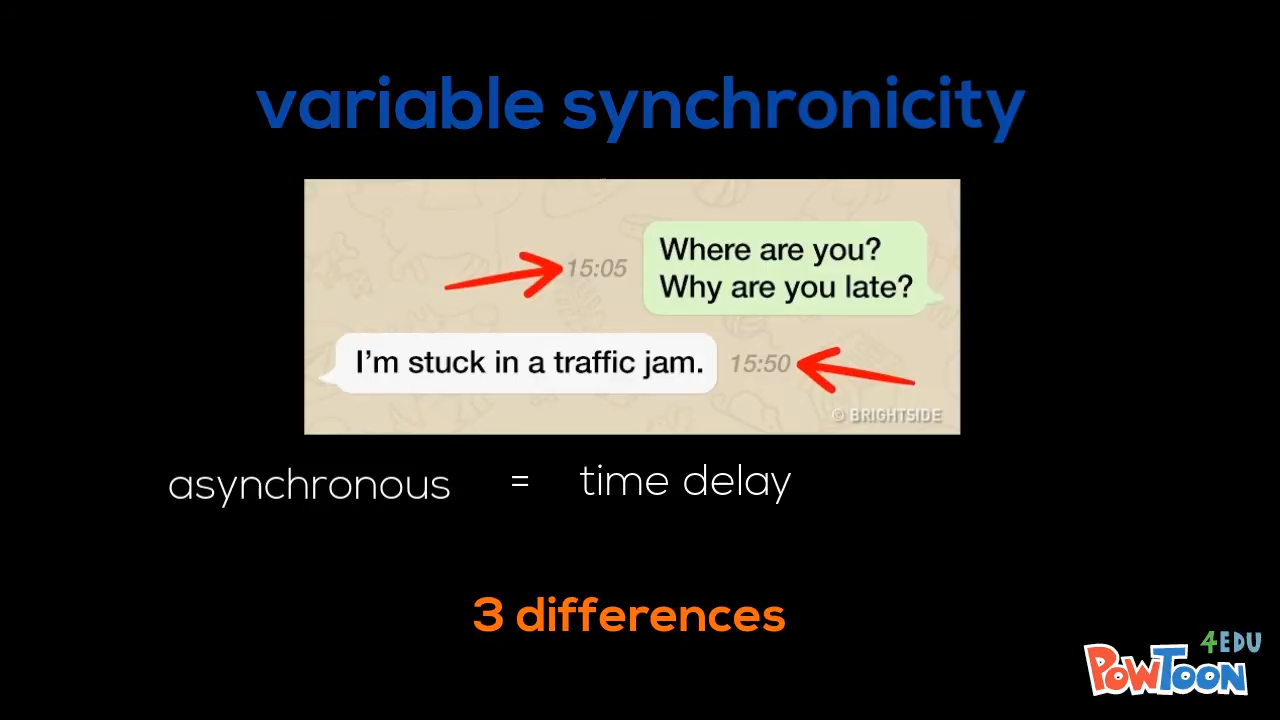 variable synchronicity
15:05
Where are you?
Why are you late?
I'm stuck in a traffic jam.
15:50
© BRIGHTSIDE
asynchronous = time delay
3 differences
4EDU
POWTOON